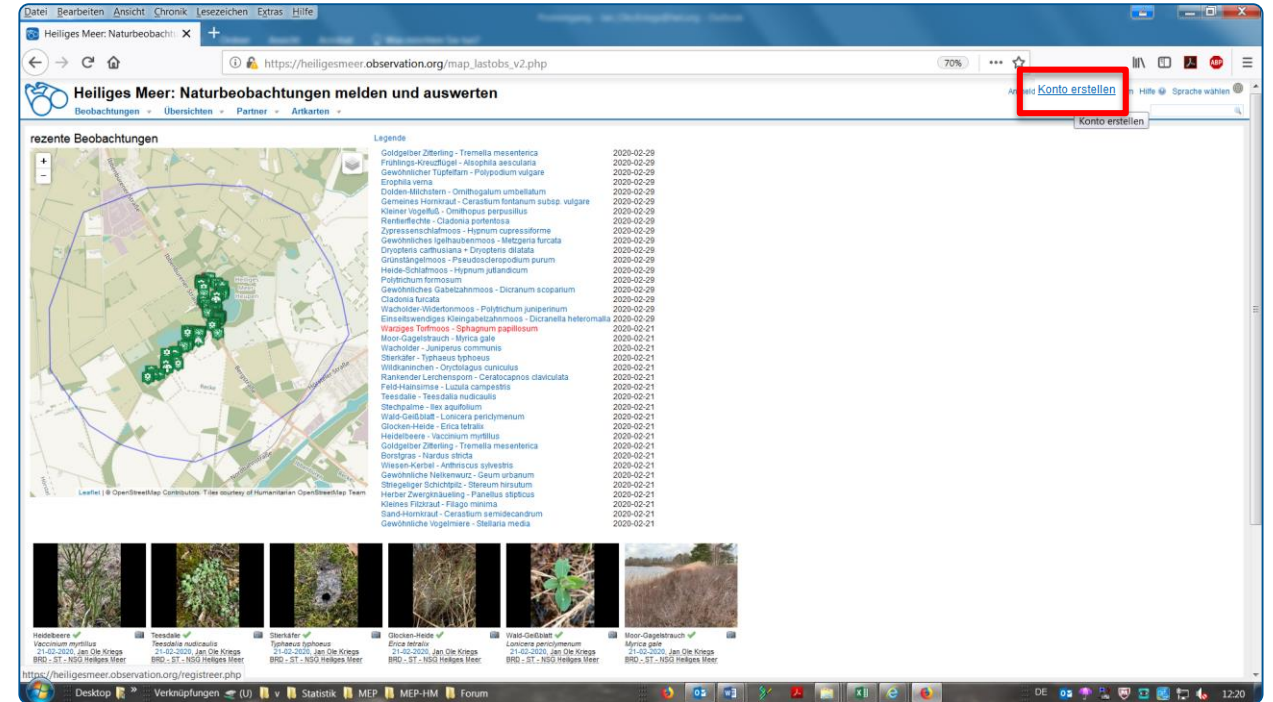 Datei Bearbeiten Ansicht Chronik Lesezeichen Extras Hilfe
Heiliges Meer: Naturbeobacht
https://heiligesmeer.observation.org/map_lastobs_v2.php
70%
Heiliges Meer: Naturbeobachtungen melden und auswerten
Konto erstellen
Hilfe
Sprache wählen
Beobachtungen Übersichten Partner Artkarten
Konto erstellen
rezente Beobachtungen
Legende
Goldgelber Zitterling - Tremella mesenterica 2020-02-29
Frühlings-Kreuzflügel - Alsophila aescularia 2020-02-29
Gewöhnlicher Tüpfelfarn - Polypodium vulgare 2020-02-29
Erophila verna 2020-02-29
Dolden-Milchstern - Ornithogalum umbellatum 2020-02-29
Gemeines Hornkraut - Cerastium fontanum subsp. vulgare 2020-02-29
Kleiner Vogelfuß - Ornithopus perpusillus 2020-02-29
Rentierflechte - Cladonia portentosa 2020-02-29
Zypressenschlafmoos - Hypnum cupressiforme 2020-02-29
Gewöhnliches Igelhaubenmoos - Metzgeria furcata 2020-02-29
Dryopteris carthusiana + Dryopteris dilatata 2020-02-29
Grünstängelmoos - Pseudoscleropodium purum 2020-02-29
Heide-Schlafmoos - Hypnum jutlandicum 2020-02-29
Polytrichum formosum 2020-02-29
Gewöhnliches Gabelzahnmoos - Dicranum scoparium 2020-02-29
Cladonia furcata 2020-02-29
Wacholder-Widertonmoos - Polytrichum juniperinum 2020-02-29
Einseitswendiges Kleingabelzahnmoos - Dicranella heteromalla 2020-02-29
Warziges Torfmoos - Sphagnum papillosum 2020-02-21
Moor-Gagelstrauch - Myrica gale 2020-02-21
Wacholder - Juniperus communis 2020-02-21
Stierkäfer - Typhaeus typhoeus 2020-02-21
Wildkaninchen - Oryctolagus cuniculus 2020-02-21
Rankender Lerchensporn - Ceratocapnos claviculata 2020-02-21
Feld-Hainsimse - Luzula campestris 2020-02-21
Teesdalie - Teesdalia nudicaulis 2020-02-21
Stechpalme - Ilex aquifolium 2020-02-21
Wald-Geißblatt - Lonicera periclymenum 2020-02-21
Glocken-Heide - Erica tetralix 2020-02-21
Heidelbeere - Vaccinium myrtillus 2020-02-21
Goldgelber Zitterling - Tremella mesenterica 2020-02-21
Borstgras - Nardus stricta 2020-02-21
Wiesen-Kerbel - Anthriscus sylvestris 2020-02-21
Gewöhnliche Nelkenwurz - Geum urbanum 2020-02-21
Striegeliger Schichtpilz - Stereum hirsutum 2020-02-21
Herber Zwergknäueling - Panellus stipticus 2020-02-21
Kleines Filzkraut - Filago minima 2020-02-21
Sand-Hornkraut - Cerastium semidecandrum 2020-02-21
Gewöhnliche Vogelmiere - Stellaria media 2020-02-21
+
-
Recke
Leaflet | © OpenStreetMap Contributors. Tiles courtesy of Humanitarian OpenStreetMap Team
Heidelbeere Teesdalie Stierkäfer Glocken-Heide Wald-Geißblatt Moor-Gagelstrauch
Vaccinium myrtillus Teesdalia nudicaulis Typhaeus typhoeus Erica tetralix Lonicera periclymenum Myrica gale
21-02-2020, Jan Ole Kriegs 21-02-2020, Jan Ole Kriegs 21-02-2020, Jan Ole Kriegs 21-02-2020, Jan Ole Kriegs 21-02-2020, Jan Ole Kriegs 21-02-2020, Jan Ole Kriegs
BRD - ST - NSG Heiliges Meer BRD - ST - NSG Heiliges Meer BRD - ST - NSG Heiliges Meer BRD - ST - NSG Heiliges Meer BRD - ST - NSG Heiliges Meer BRD - ST - NSG Heiliges Meer
https://heiligesmeer.observation.org/registreer.php
Desktop » Verknüpfungen (U) v Statistik MEP MEP-HM Forum DE 12:20